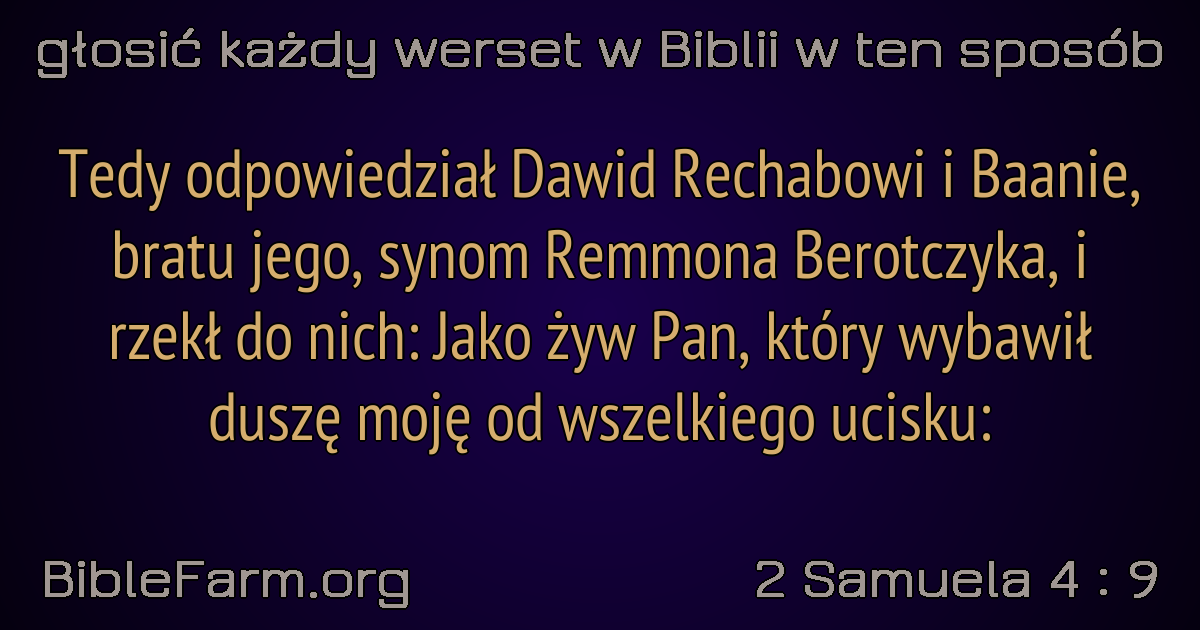 głosić każdy werset w Biblii w ten sposób
Tedy odpowiedział Dawid Rechabowi i Baanie,
bratu jego, synom Remmona Berotczyka, i
rzekł do nich: Jako żyw Pan, który wybawił
duszę moję od wszelkiego ucisku:
BibleFarm.org
2 Samuela 4 : 9